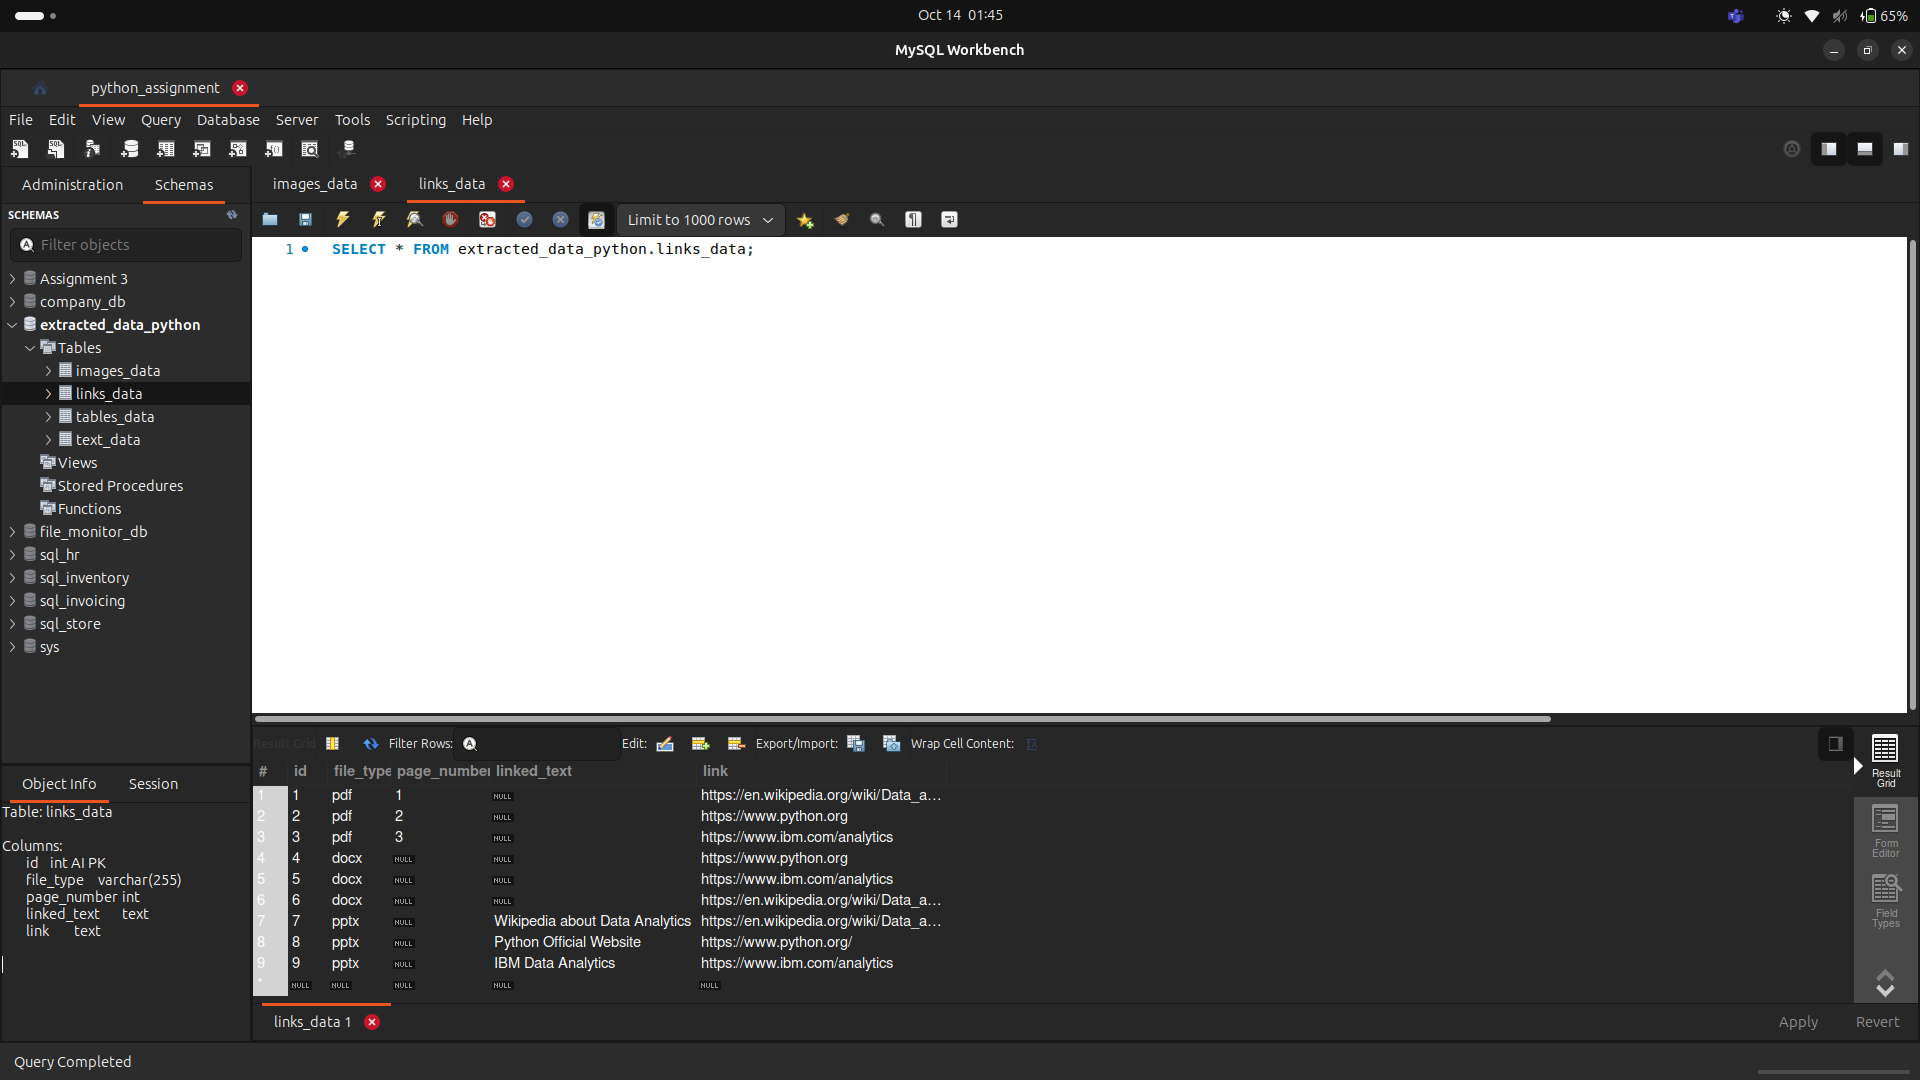 Oct 14 01:45
65%
MySQL Workbench
python_assignment
File Edit View Query Database Server Tools Scripting Help
Administration Schemas
images_data links_data
SCHEMAS
Limit to 1000 rows
Filter objects
1 SELECT * FROM extracted_data_python.links_data;
Assignment 3
company_db
extracted_data_python
Tables
images_data
links_data
tables_data
text_data
Views
Stored Procedures
Functions
file_monitor_db
sql_hr
sql_inventory
sql_invoicing
sql_store
sys
Result Grid Filter Rows: Edit: Export/Import: Wrap Cell Content:
# id file_type page_number linked_text link
1 1 pdf 1 NULL https://en.wikipedia.org/wiki/Data_a...
2 2 pdf 2 NULL https://www.python.org
3 3 pdf 3 NULL https://www.ibm.com/analytics
4 4 docx NULL NULL https://www.python.org
5 5 docx NULL NULL https://www.ibm.com/analytics
6 6 docx NULL NULL https://en.wikipedia.org/wiki/Data_a...
7 7 pptx NULL Wikipedia about Data Analytics https://en.wikipedia.org/wiki/Data_a...
8 8 pptx NULL Python Official Website https://www.python.org/
9 9 pptx NULL IBM Data Analytics https://www.ibm.com/analytics
* NULL NULL NULL NULL NULL
Result
Grid
Form
Editor
Field
Types
Object Info Session
Table: links_data
Columns:
id int AI PK
file_type varchar(255)
page_number int
linked_text text
link text
links_data 1
Apply Revert
Query Completed